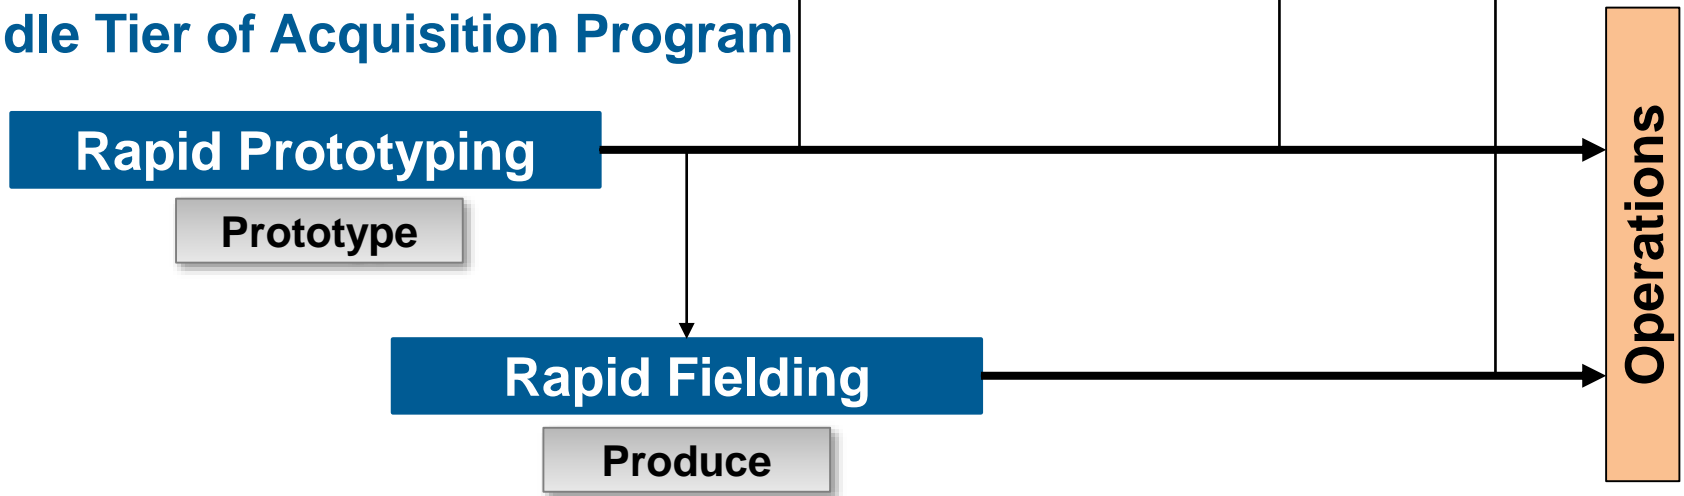 dle Tier of Acquisition Program
Rapid Prototyping
Prototype
Rapid Fielding
Produce
Operations